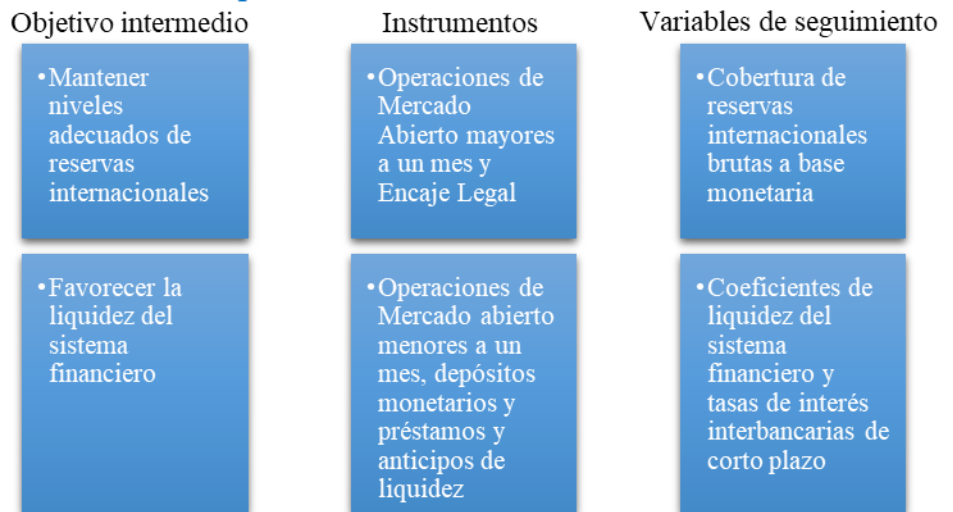 Objetivo intermedio
Instrumentos
Variables de seguimiento
•Mantener
niveles
adecuados de
reservas
internacionales
•Operaciones de
Mercado
Abierto mayores
a un mes y
Encaje Legal
•Cobertura de
reservas
internacionales
brutas a base
monetaria
•Favorecer la
liquidez del
sistema
financiero
•Operaciones de
Mercado abierto
menores a un
mes, depósitos
monetarios y
préstamos y
anticipos de
liquidez
•Coeficientes de
liquidez del
sistema
financiero y
tasas de interés
interbancarias de
corto plazo